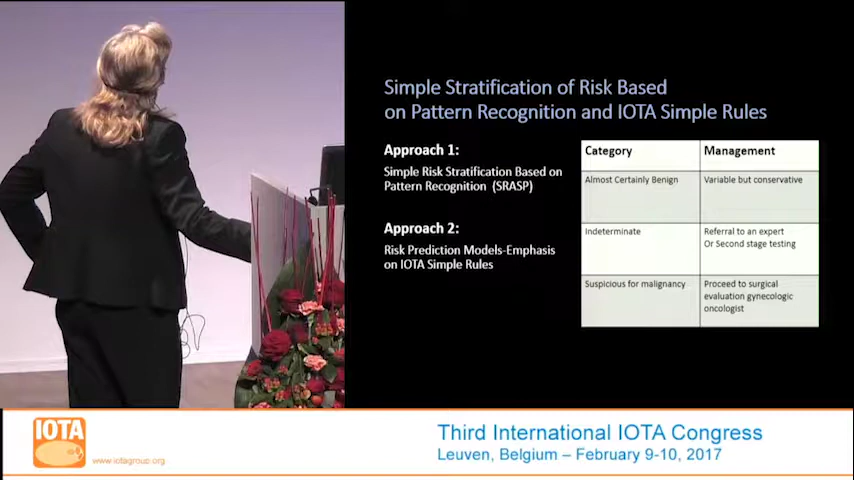 Simple Stratification of Risk Based
on Pattern Recognition and IOTA Simple Rules
Approach 1:
Simple Risk Stratification Based on
Pattern Recognition (SRASP)
Approach 2:
Risk Prediction Models-Emphasis
on IOTA Simple Rules
Category
Management
Almost Certainly Benign
Variable but conservative
Indeterminate
Referral to an expert
Or Second stage testing
Suspicious for malignancy
Proceed to surgical
evaluation gynecologic
oncologist
IOTA
www.iotagroup.org
Third International IOTA Congress
Leuven, Belgium – February 9-10, 2017